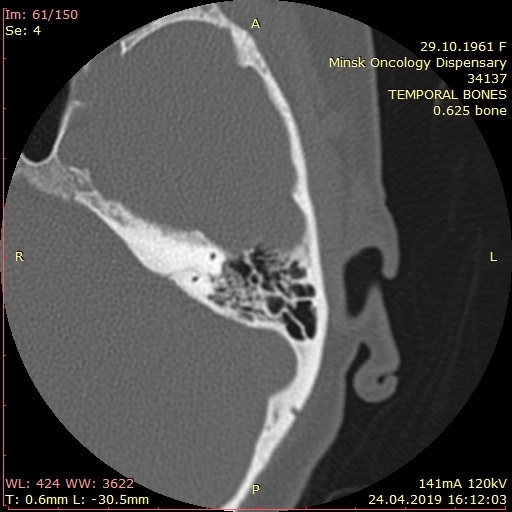 Im: 61/150
Se: 4
A
29.10.1961 F
Minsk Oncology Dispensary
34137
TEMPORAL BONES
0.625 bone
R
L
WL: 424 WW: 3622
T: 0.6mm L: -30.5mm
P
141mA 120kV
24.04.2019 16:12:03